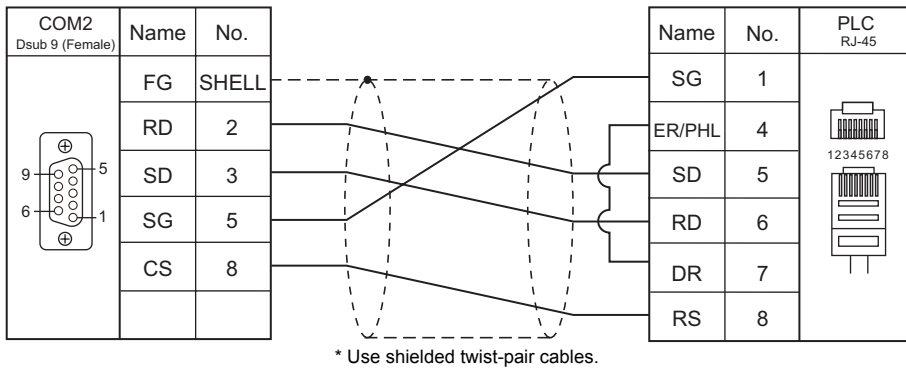 COM2
Dsub 9 (Female)
Name No.
FG SHELL
RD 2
SD 3
SG 5
CS 8
9
5
6
1
Name No.
PLC
RJ-45
SG 1
ER/PHL 4
SD 5
RD 6
DR 7
RS 8
12345678
* Use shielded twist-pair cables.